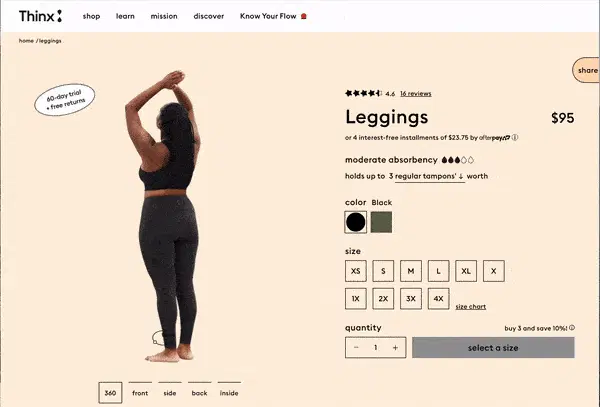 Thinx
shop learn mission discover Know Your Flow
home / leggings
share
60-day trial
+ free returns
4.6 16 reviews
Leggings $95
or 4 interest-free installments of $23.75 by afterpay
moderate absorbency
holds up to 3 regular tampons' ↓ worth
color Black
size
XS S M L XL X
1X 2X 3X 4X size chart
quantity buy 3 and save 10%!
− 1 + select a size
360 front side back inside